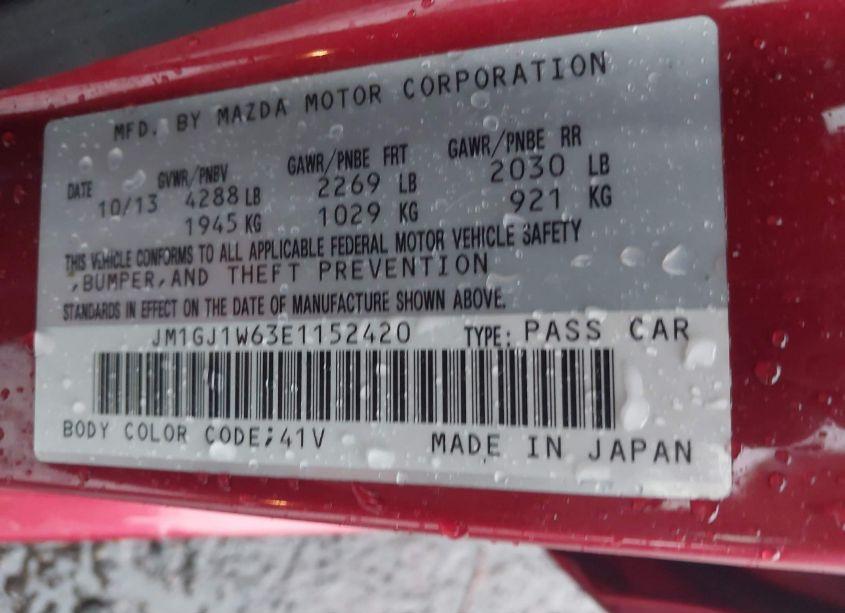 MFD. BY MAZDA MOTOR CORPORATION
DATE GVWR/PNBV GAWR/PNBE FRT GAWR/PNBE RR
10/13 4288 LB 2269 LB 2030 LB
1945 KG 1029 KG 921 KG
THIS VEHICLE CONFORMS TO ALL APPLICABLE FEDERAL MOTOR VEHICLE SAFETY
,BUMPER,AND THEFT PREVENTION
STANDARDS IN EFFECT ON THE DATE OF MANUFACTURE SHOWN ABOVE.
JM1GJ1W63E1152420 TYPE: PASS CAR
BODY COLOR CODE;41V MADE IN JAPAN